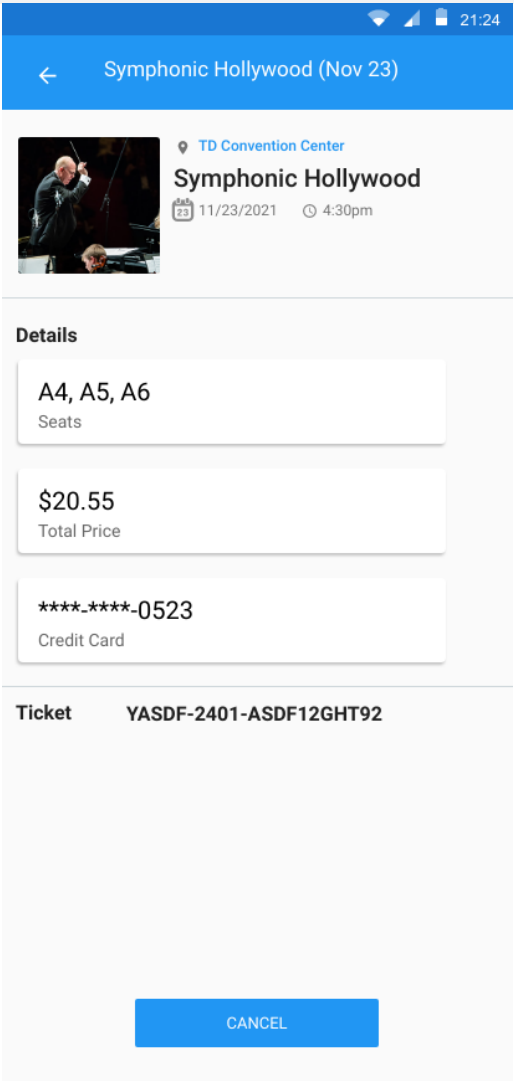 21:24
Symphonic Hollywood (Nov 23)
TD Convention Center
Symphonic Hollywood
23 11/23/2021 4:30pm
Details
A4, A5, A6
Seats
$20.55
Total Price
****-****-0523
Credit Card
Ticket YASDF-2401-ASDF12GHT92
CANCEL